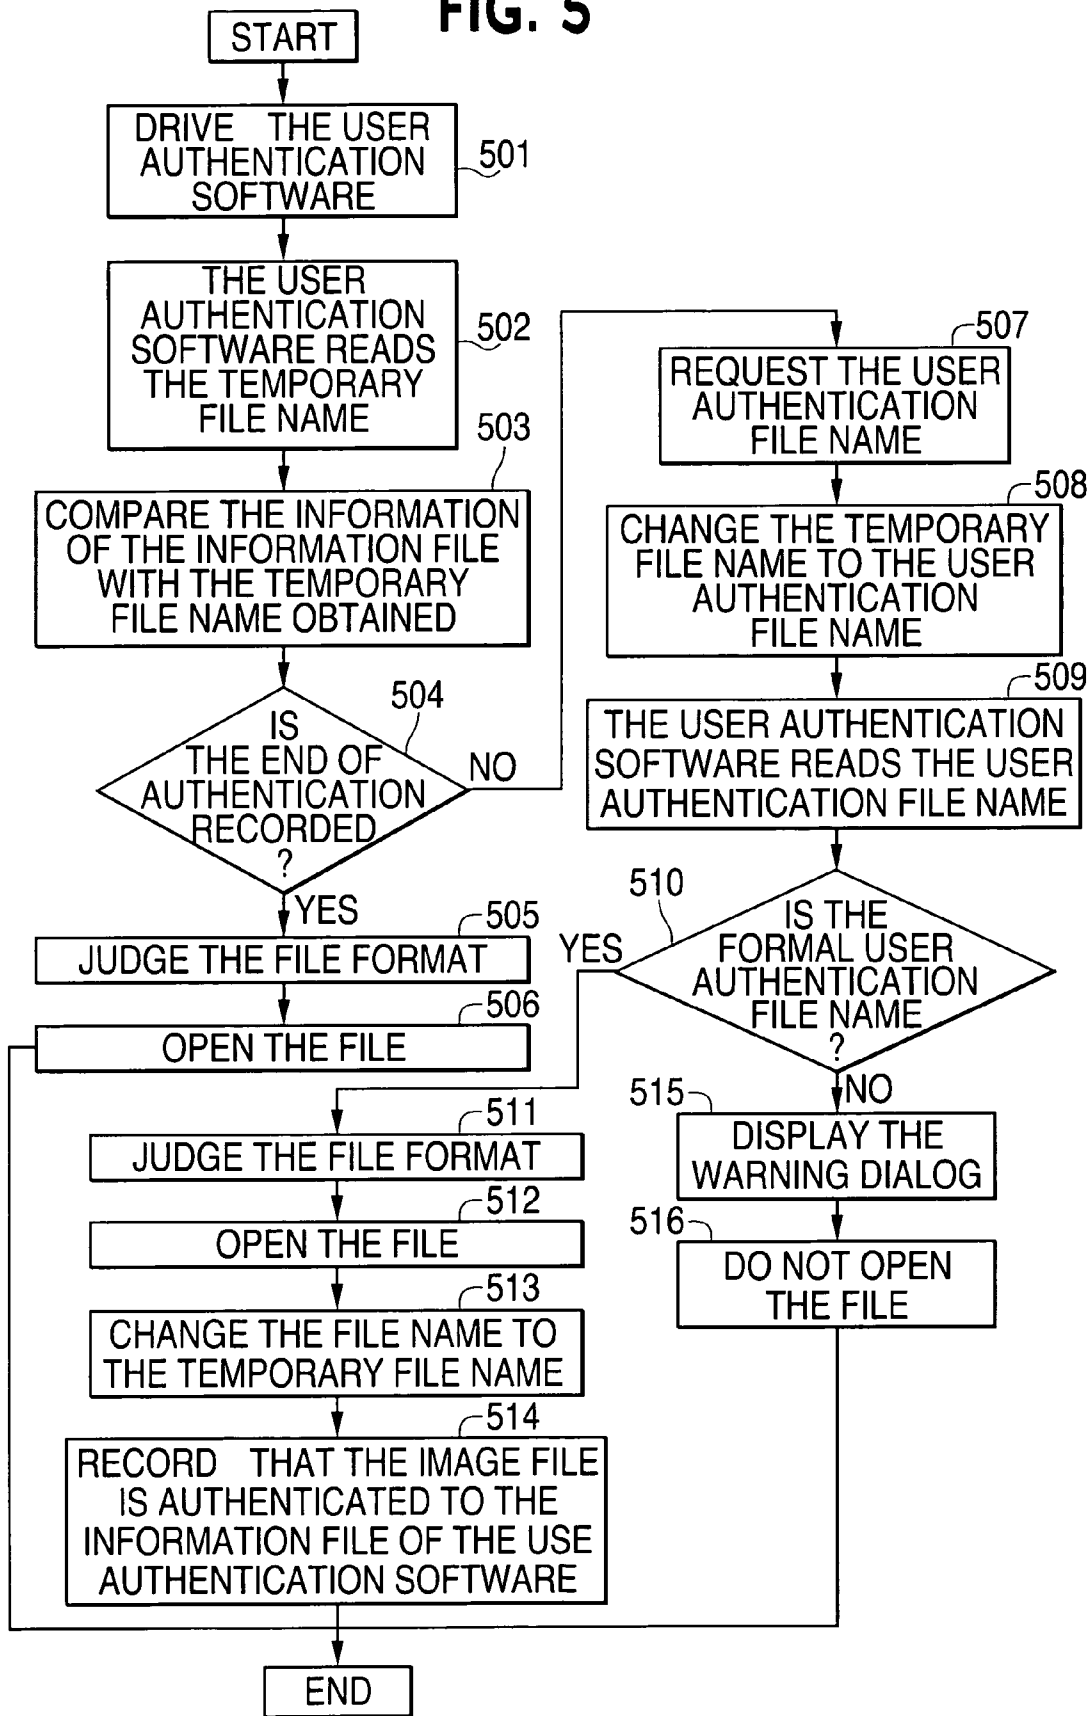 FIG. 5
START
DRIVE THE USER
AUTHENTICATION
SOFTWARE
501
THE USER
AUTHENTICATION
SOFTWARE READS
THE TEMPORARY
FILE NAME
502
503
COMPARE THE INFORMATION
OF THE INFORMATION FILE
WITH THE TEMPORARY
FILE NAME OBTAINED
504
IS
THE END OF
AUTHENTICATION
RECORDED
?
NO
YES
505
JUDGE THE FILE FORMAT
506
OPEN THE FILE
507
REQUEST THE USER
AUTHENTICATION
FILE NAME
508
CHANGE THE TEMPORARY
FILE NAME TO THE USER
AUTHENTICATION
FILE NAME
509
THE USER AUTHENTICATION
SOFTWARE READS THE USER
AUTHENTICATION FILE NAME
510
IS THE
FORMAL USER
AUTHENTICATION
FILE NAME
?
YES
NO
511
JUDGE THE FILE FORMAT
512
OPEN THE FILE
513
CHANGE THE FILE NAME TO
THE TEMPORARY FILE NAME
514
RECORD THAT THE IMAGE FILE
IS AUTHENTICATED TO THE
INFORMATION FILE OF THE USE
AUTHENTICATION SOFTWARE
515
DISPLAY THE
WARNING DIALOG
516
DO NOT OPEN
THE FILE
END